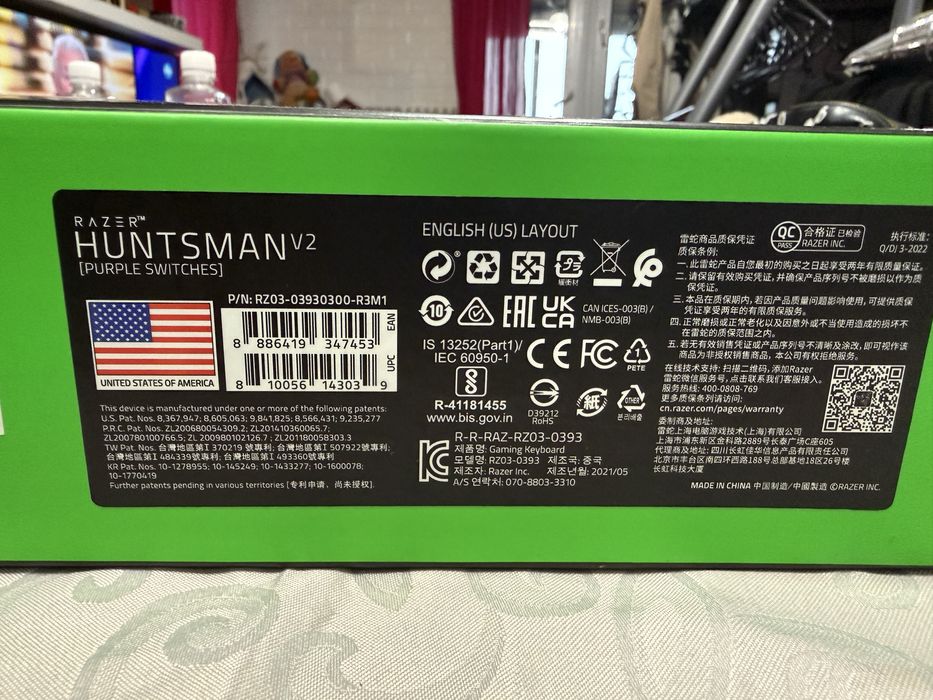 RAZER™
HUNTSMAN V2
[PURPLE SWITCHES]
P/N: RZ03-03930300-R3M1
8 886419 347453
EAN
8 10056 14303 9
UPC
UNITED STATES OF AMERICA
This device is manufactured under one or more of the following patents:
U.S. Pat. Nos. 8,367,947; 8,605,063; 9,841,825; 8,566,431; 9,235,277
P.R.C. Pat. Nos. ZL200680054309.2; ZL201410360065.7;
ZL200780100766.5; ZL 200980102126.7; ZL201180058303.3
TW Pat. Nos. 台灣地區第I 370219 號專利; 台灣地區第I 507922號專利;
台灣地區第I 484339號專利; 台灣地區第I 493360號專利
KR Pat. Nos. 10-1278955; 10-145249; 10-1433277; 10-1600078;
10-1770419
Further patents pending in various territories [专利申请、尚未授权].
ENGLISH (US) LAYOUT
緩衝材
10
EAC
UK
CA
CAN ICES-003(B) /
NMB-003(B)
IS 13252(Part1)/
IEC 60950-1
CE
FC
1
PETE
R-41181455
www.bis.gov.in
D39212
RoHS
紙
OTHER
분리배출
R-R-RAZ-RZ03-0393
제품명: Gaming Keyboard
모델명: RZ03-0393 제조국: 중국
제조자: Razer Inc. 제조년월: 2021/05
A/S 연락처: 070-8803-3310
雷蛇商品质保凭证
质保条例:
QC
PASS
合格证 已检验
RAZER INC.
执行标准:
Q/DJ 3-2022
一. 此雷蛇产品自您最初的购买之日起享受两年有限质量保证。
二. 请保留有效购买凭证，并确保产品序列号不被磨损以作为质
保凭证。
三. 本品在质保期内，若因产品质量问题影响使用，可提供质保
凭证享受两年的有限质保服务。
四. 正常磨损或正常老化以及因意外或不当使用造成的损坏不
在雷蛇的质保范围之内。
五. 若无有效销售凭证或产品序列号不清晰及涂改，即可视作该
商品为非授权销售商品，本公司有权拒绝服务。
在线技术支持: 扫描二维码，添加Razer
雷蛇微信服务号，点击联系我们客服接入。
服务热线: 400-0808-769
更多质保条例请访问:
cn.razer.com/pages/warranty
委制商及地址:
雷蛇上海电脑游戏技术(上海)有限公司
上海市浦东新区金科路2889号长泰广场C座605
代理商及地址: 四川长虹佳华信息产品有限责任公司
北京市丰台区南四环西路188号总部基地18区26号楼
长虹科技大厦
MADE IN CHINA 中国制造/中國製造 ©RAZER INC.